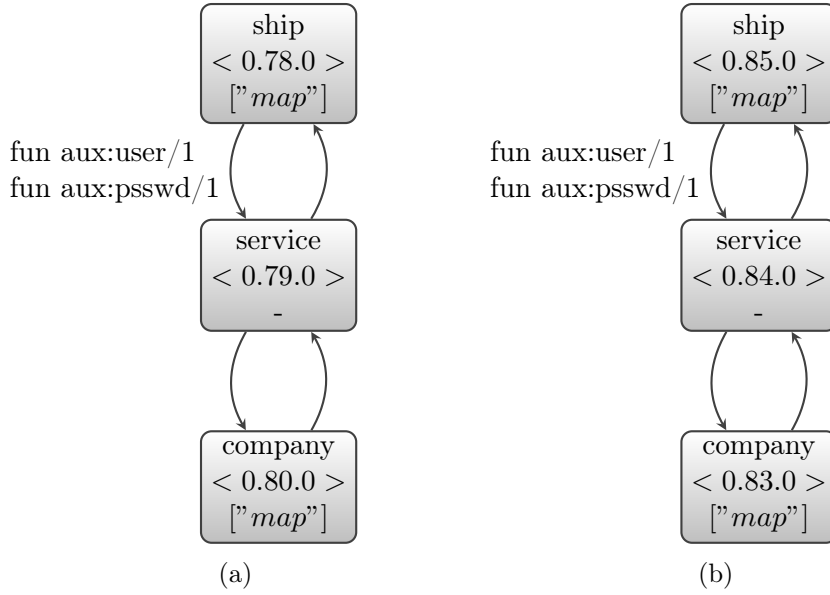 ship
< 0.78.0 >
["map"]
fun aux:user/1
fun aux:psswd/1
service
< 0.79.0 >
-
company
< 0.80.0 >
["map"]
(a)
ship
< 0.85.0 >
["map"]
fun aux:user/1
fun aux:psswd/1
service
< 0.84.0 >
-
company
< 0.83.0 >
["map"]
(b)